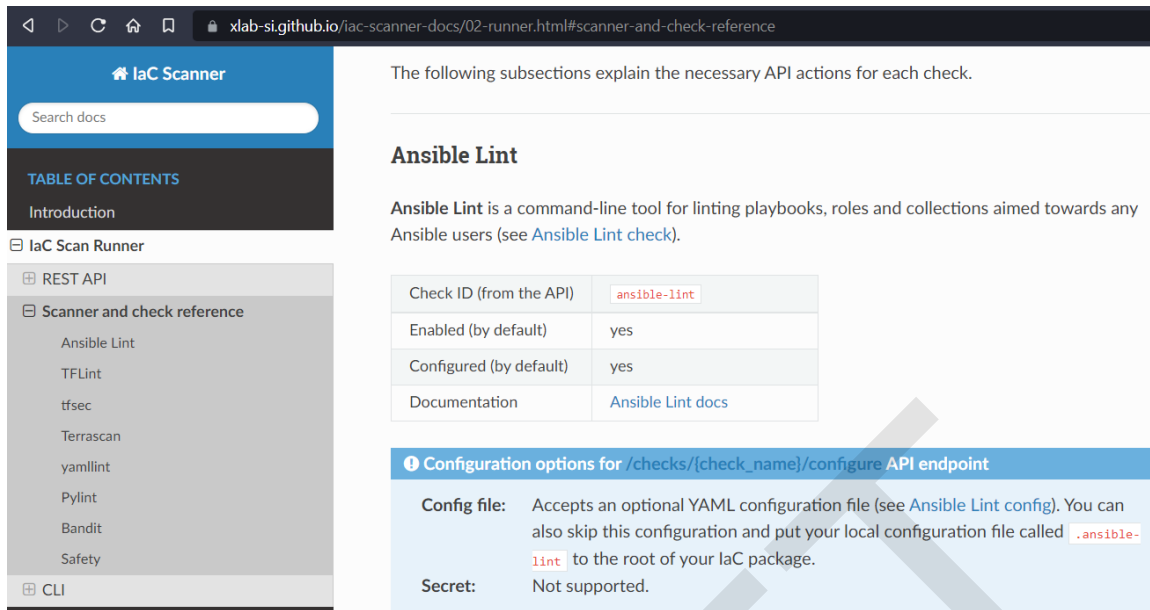 xlab-si.github.io/iac-scanner-docs/02-runner.html#scanner-and-check-reference
IaC Scanner
Search docs
TABLE OF CONTENTS
Introduction
IaC Scan Runner
REST API
Scanner and check reference
Ansible Lint
TFLint
tfsec
Terrascan
yamllint
Pylint
Bandit
Safety
CLI
The following subsections explain the necessary API actions for each check.
Ansible Lint
Ansible Lint is a command-line tool for linting playbooks, roles and collections aimed towards any
Ansible users (see Ansible Lint check).
Check ID (from the API) ansible-lint
Enabled (by default) yes
Configured (by default) yes
Documentation Ansible Lint docs
Configuration options for /checks/{check_name}/configure API endpoint
Config file: Accepts an optional YAML configuration file (see Ansible Lint config). You can
also skip this configuration and put your local configuration file called .ansible-
lint to the root of your IaC package.
Secret: Not supported.